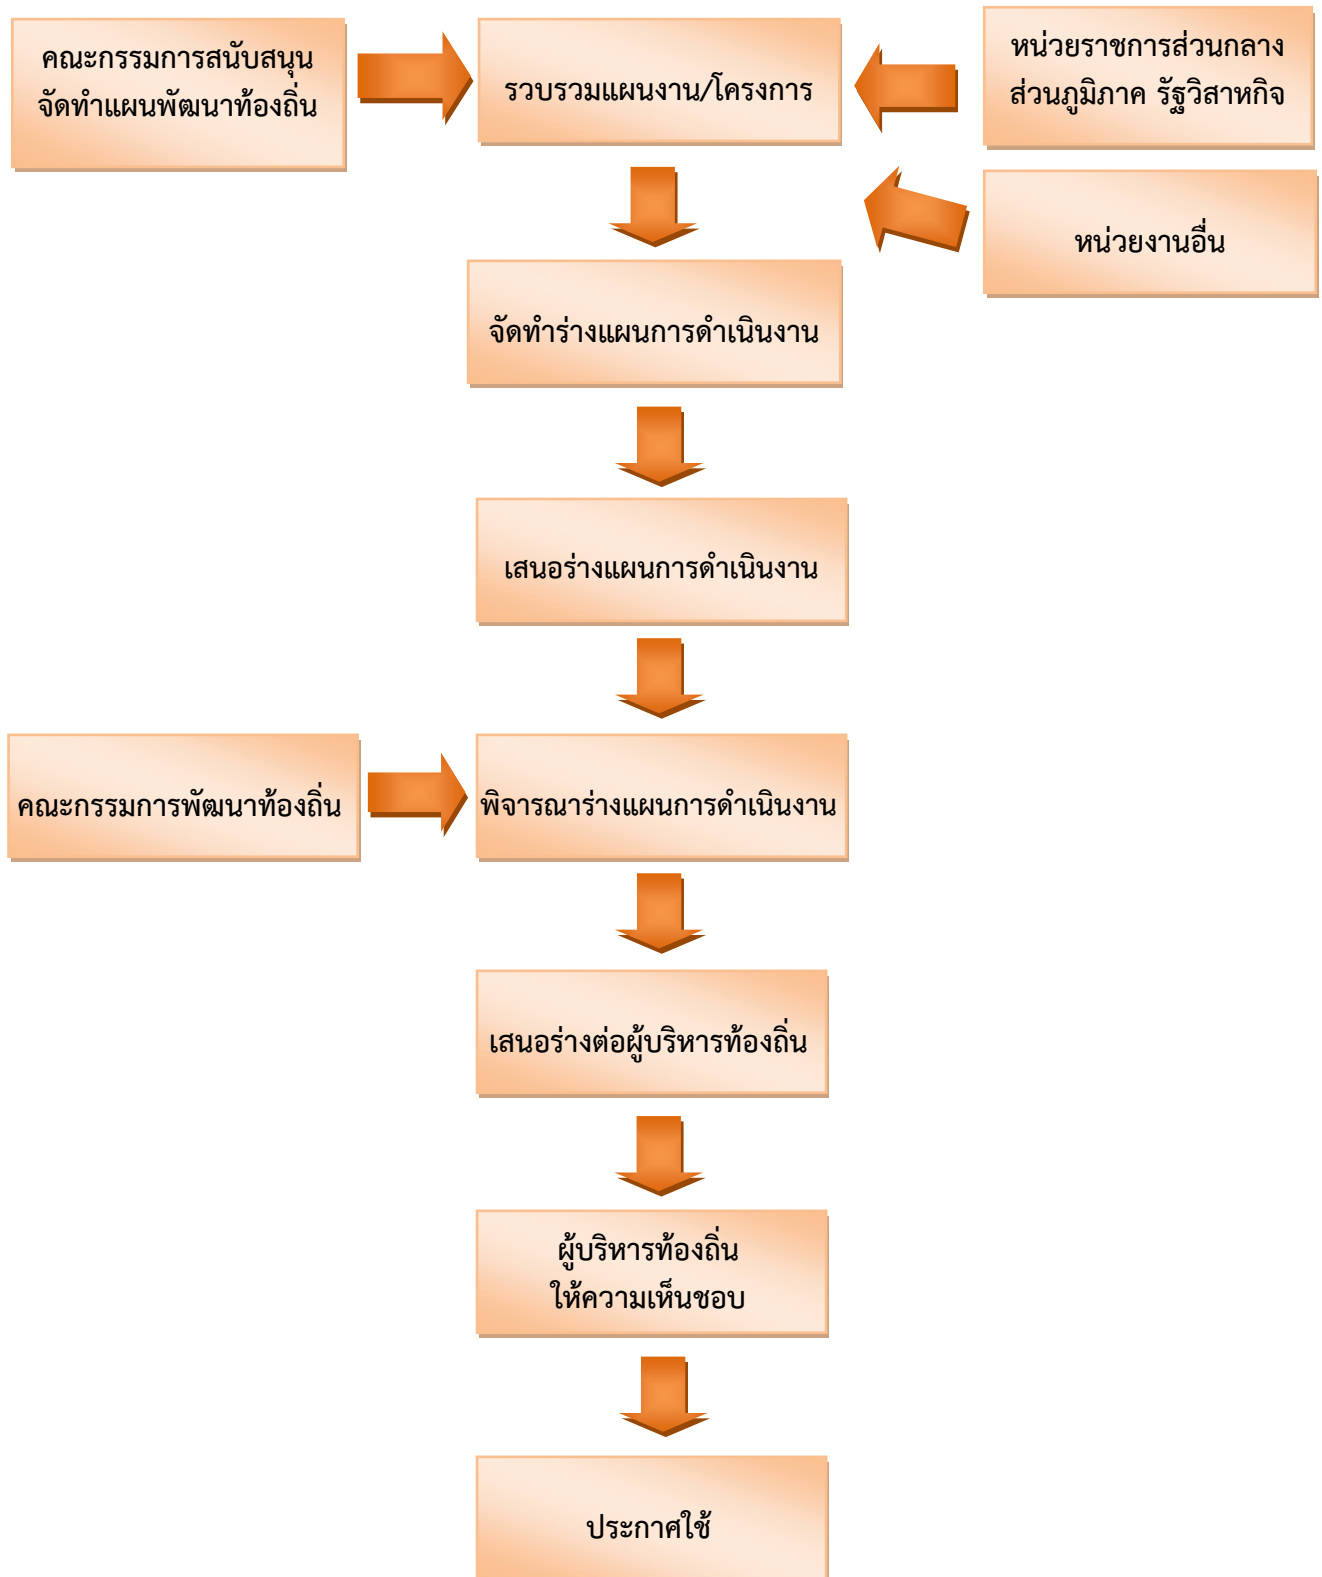 คณะกรรมการสนับสนุน
จัดทำแผนพัฒนาท้องถิ่น
รวบรวมแผนงาน/โครงการ
หน่วยราชการส่วนกลาง
ส่วนภูมิภาค รัฐวิสาหกิจ
หน่วยงานอื่น
จัดทำร่างแผนการดำเนินงาน
เสนอร่างแผนการดำเนินงาน
คณะกรรมการพัฒนาท้องถิ่น
พิจารณาร่างแผนการดำเนินงาน
เสนอร่างต่อผู้บริหารท้องถิ่น
ผู้บริหารท้องถิ่น
ให้ความเห็นชอบ
ประกาศใช้